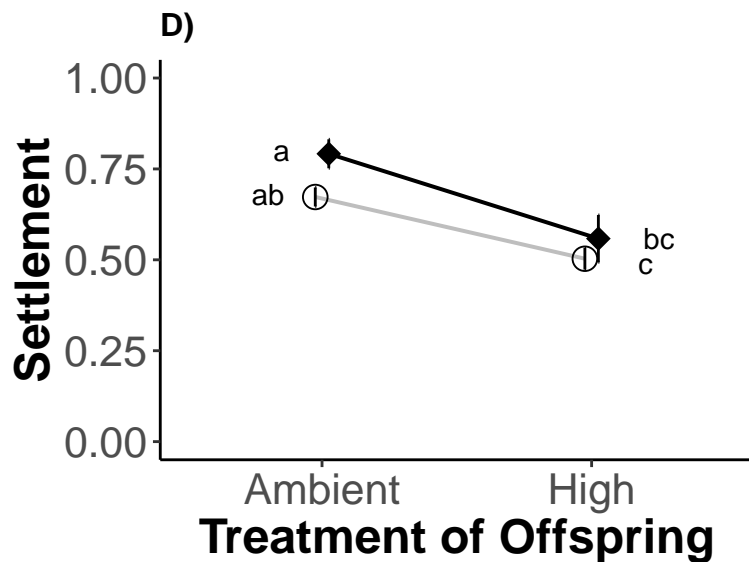 D)
1.00
0.75
0.50
0.25
0.00
Settlement
a
ab
bc
c
Ambient High
Treatment of Offspring